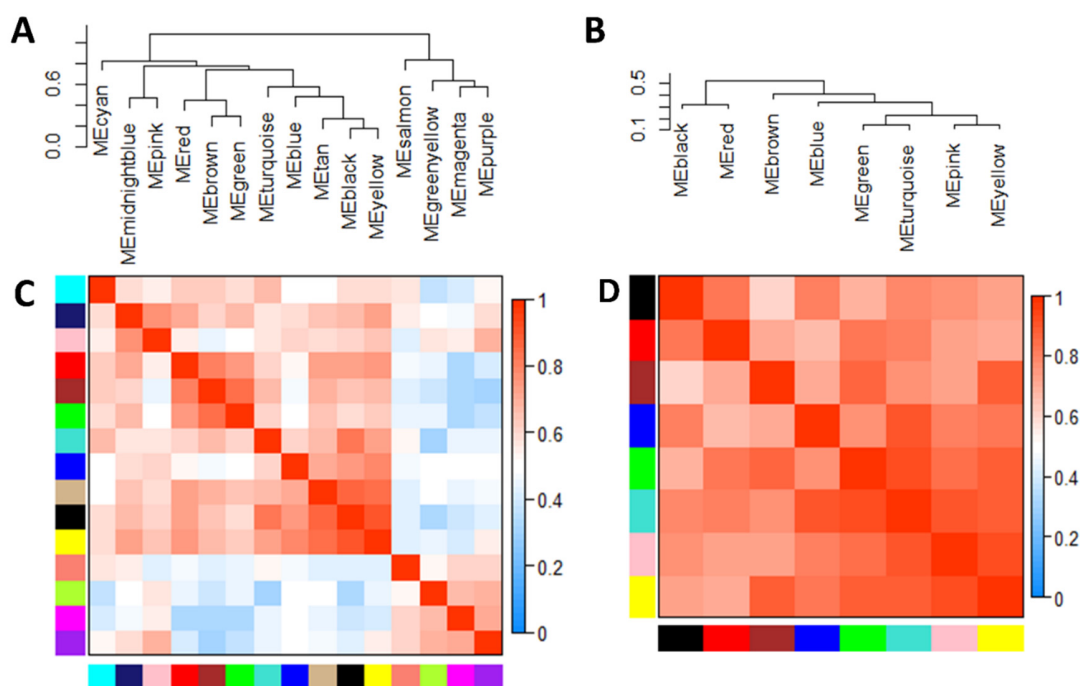 A
0.6
0.0
MEcyan
MEmidnightblue
MEpink
MEred
MEbrown
MEgreen
MEturquoise
MEblue
MEtan
MEblack
MEyellow
MEsalmon
MEgreenyellow
MEmagenta
MEpurple
B
0.5
0.1
MEblack
MEred
MEbrown
MEblue
MEgreen
MEturquoise
MEpink
MEyellow
C
1
0.8
0.6
0.4
0.2
0
D
1
0.8
0.6
0.4
0.2
0